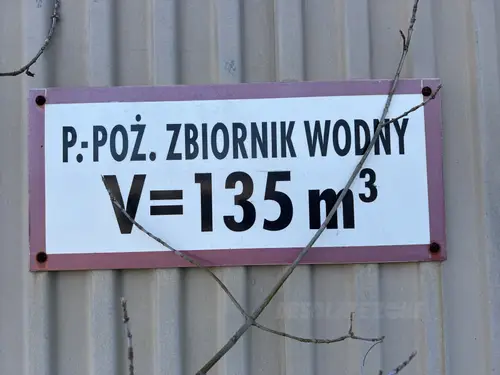 P.-POŻ. ZBIORNIK WODNY
V=135 m³